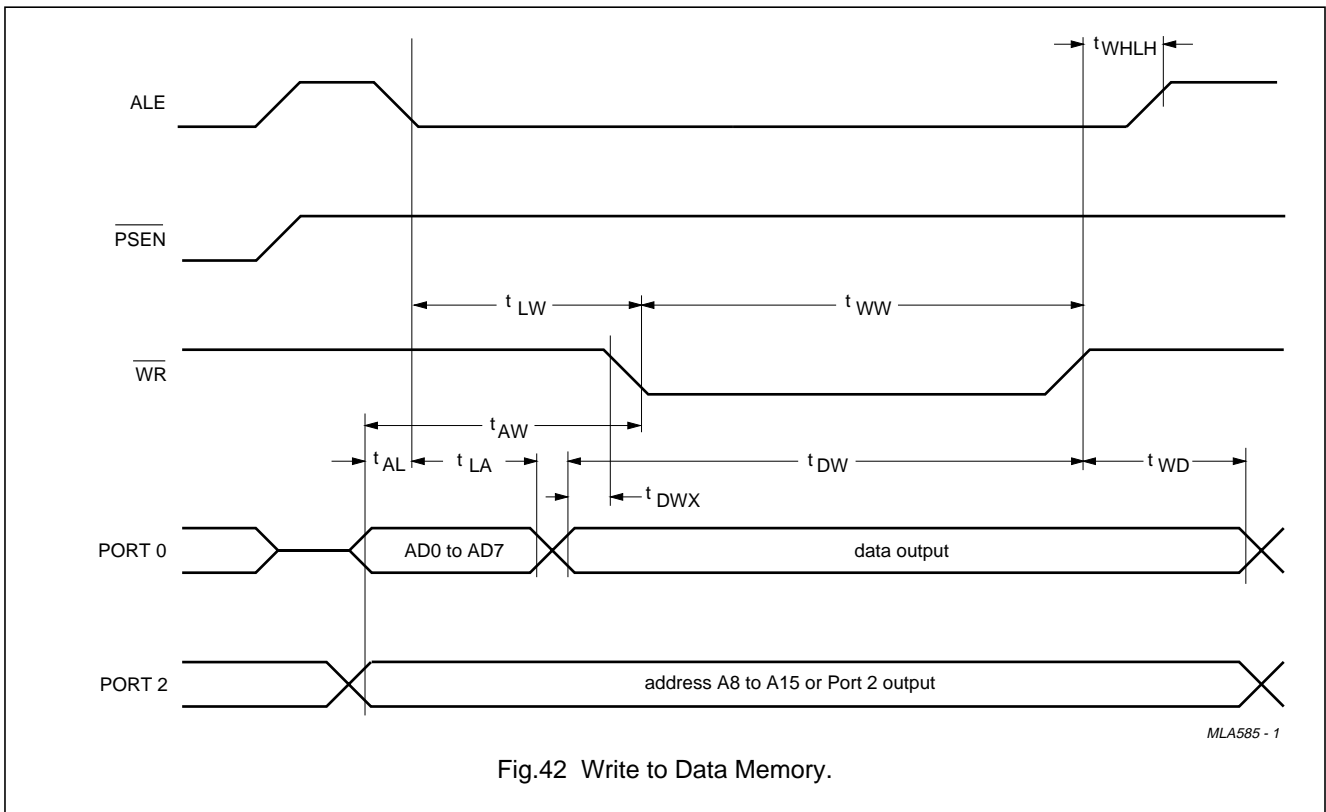 t WHLH
ALE
PSEN
t LW
t WW
WR
t AW
t AL
t LA
t DW
t WD
t DWX
PORT 0
AD0 to AD7
data output
PORT 2
address A8 to A15 or Port 2 output
MLA585 - 1
Fig.42 Write to Data Memory.